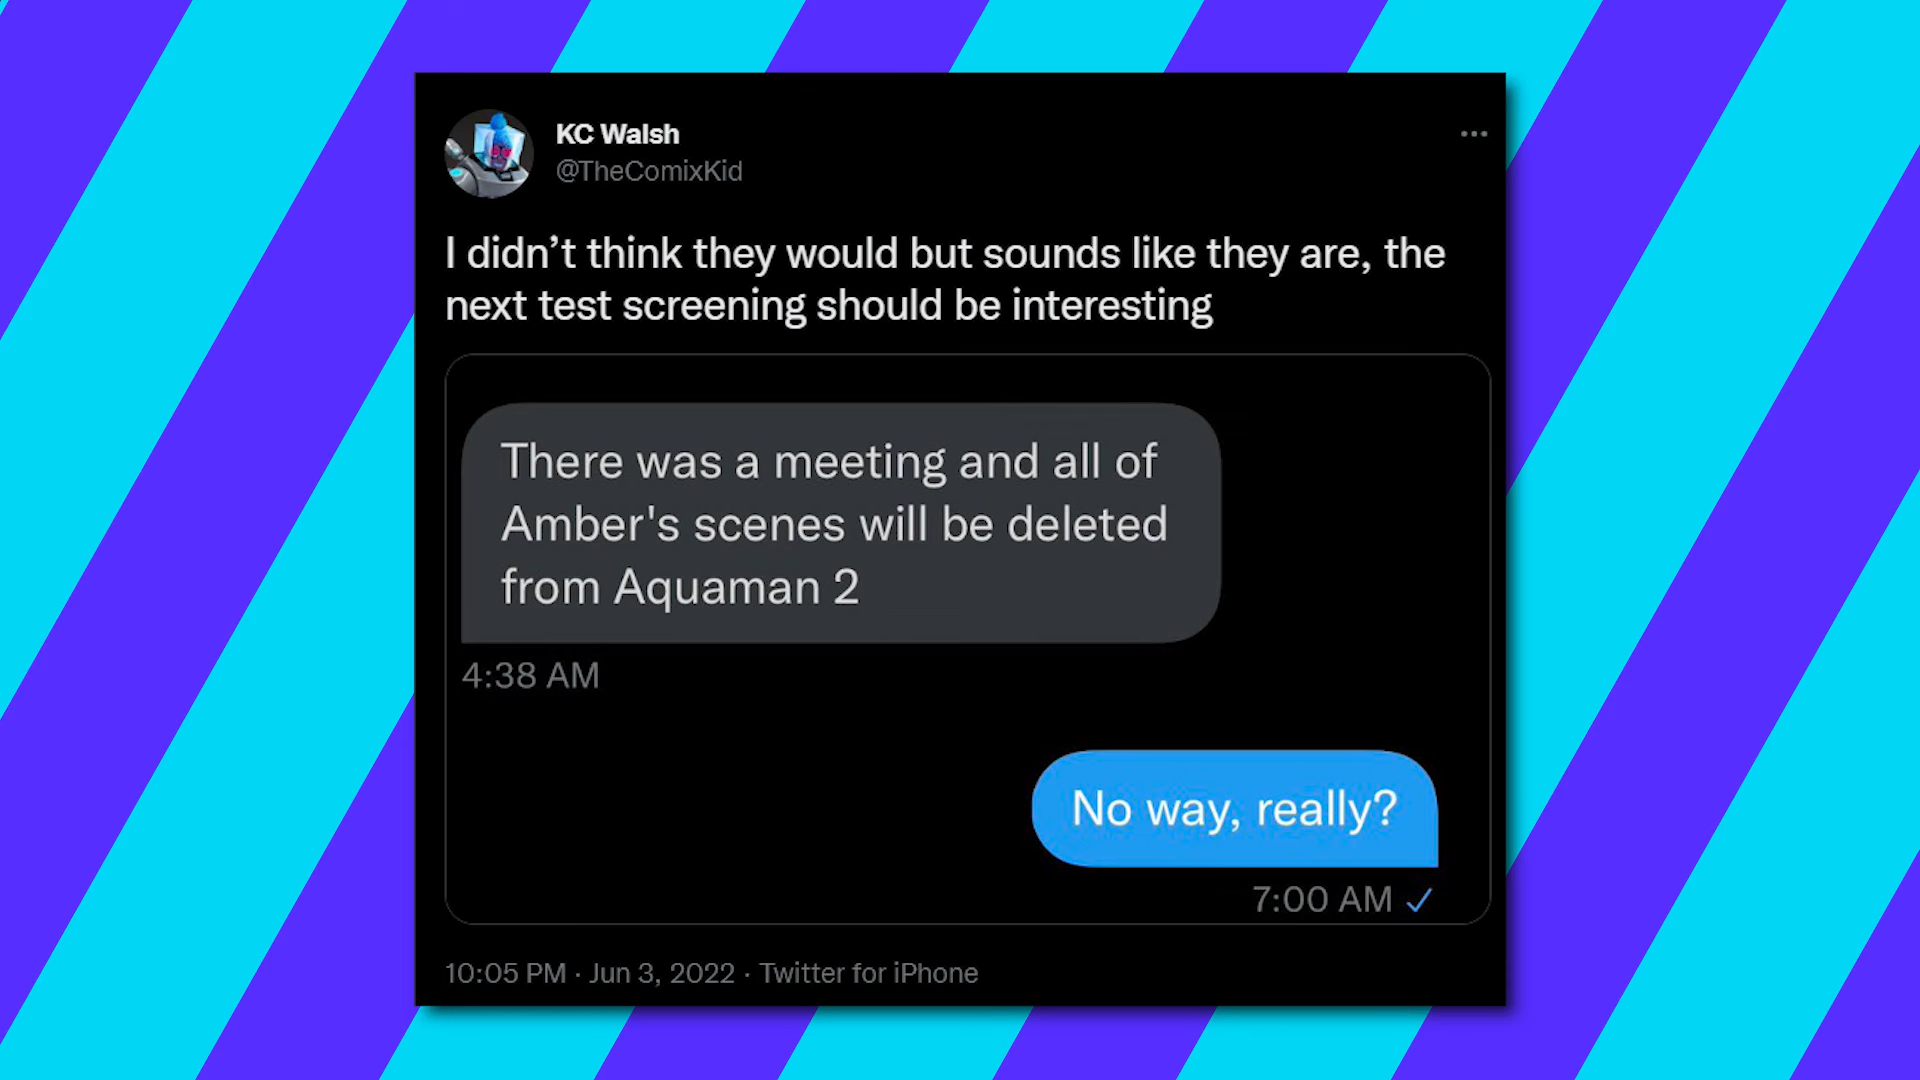 KC Walsh
@TheComixKid
I didn’t think they would but sounds like they are, the
next test screening should be interesting
There was a meeting and all of
Amber's scenes will be deleted
from Aquaman 2
4:38 AM
No way, really?
7:00 AM
10:05 PM · Jun 3, 2022 · Twitter for iPhone